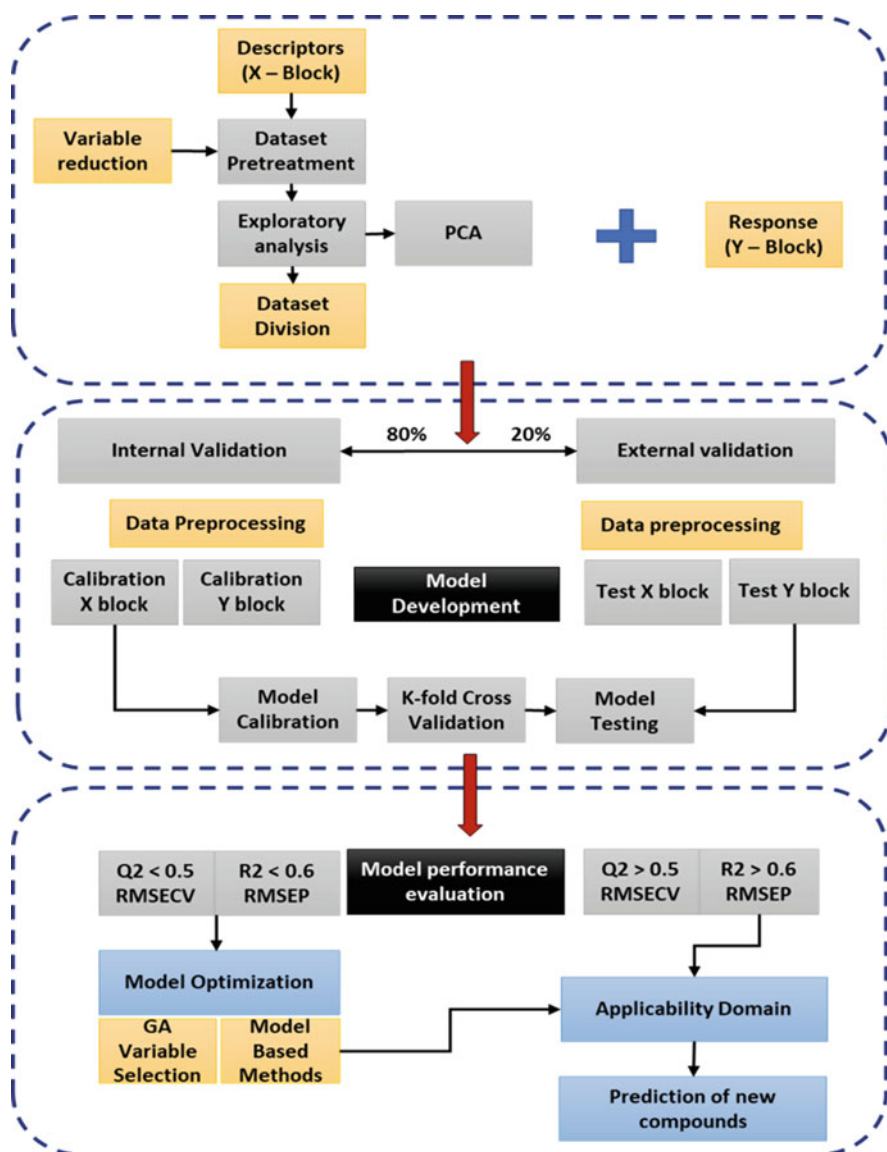 Descriptors
(X – Block)
Variable
reduction
Dataset
Pretreatment
Exploratory
analysis
PCA
Response
(Y – Block)
Dataset
Division
80%
20%
Internal Validation
External validation
Data Preprocessing
Data preprocessing
Calibration
X block
Calibration
Y block
Model
Development
Test X block
Test Y block
Model
Calibration
K-fold Cross
Validation
Model
Testing
Q2 < 0.5
RMSECV
R2 < 0.6
RMSEP
Model performance
evaluation
Q2 > 0.5
RMSECV
R2 > 0.6
RMSEP
Model Optimization
GA
Variable
Selection
Model
Based
Methods
Applicability Domain
Prediction of new
compounds